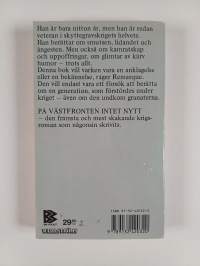 Han är bara nitton år, men han är redan
veteran i skyttegravskrigets helvete.
Han berättar om smutsen, lidandet och
ångesten. Men också om kamratskap
och uppoffringar, om glimtar av kärv
humor – trots allt.
Denna bok vill varken vara en anklagelse
eller en bekännelse, säger Remarque.
Den vill endast vara ett försök att berätta
om en generation, som förstördes under
kriget – även om den undkom granaterna.
PÅ VÄSTFRONTEN INTET NYTT
– den främsta och mest skakande krigs-
roman som någonsin skrivits.
B
29